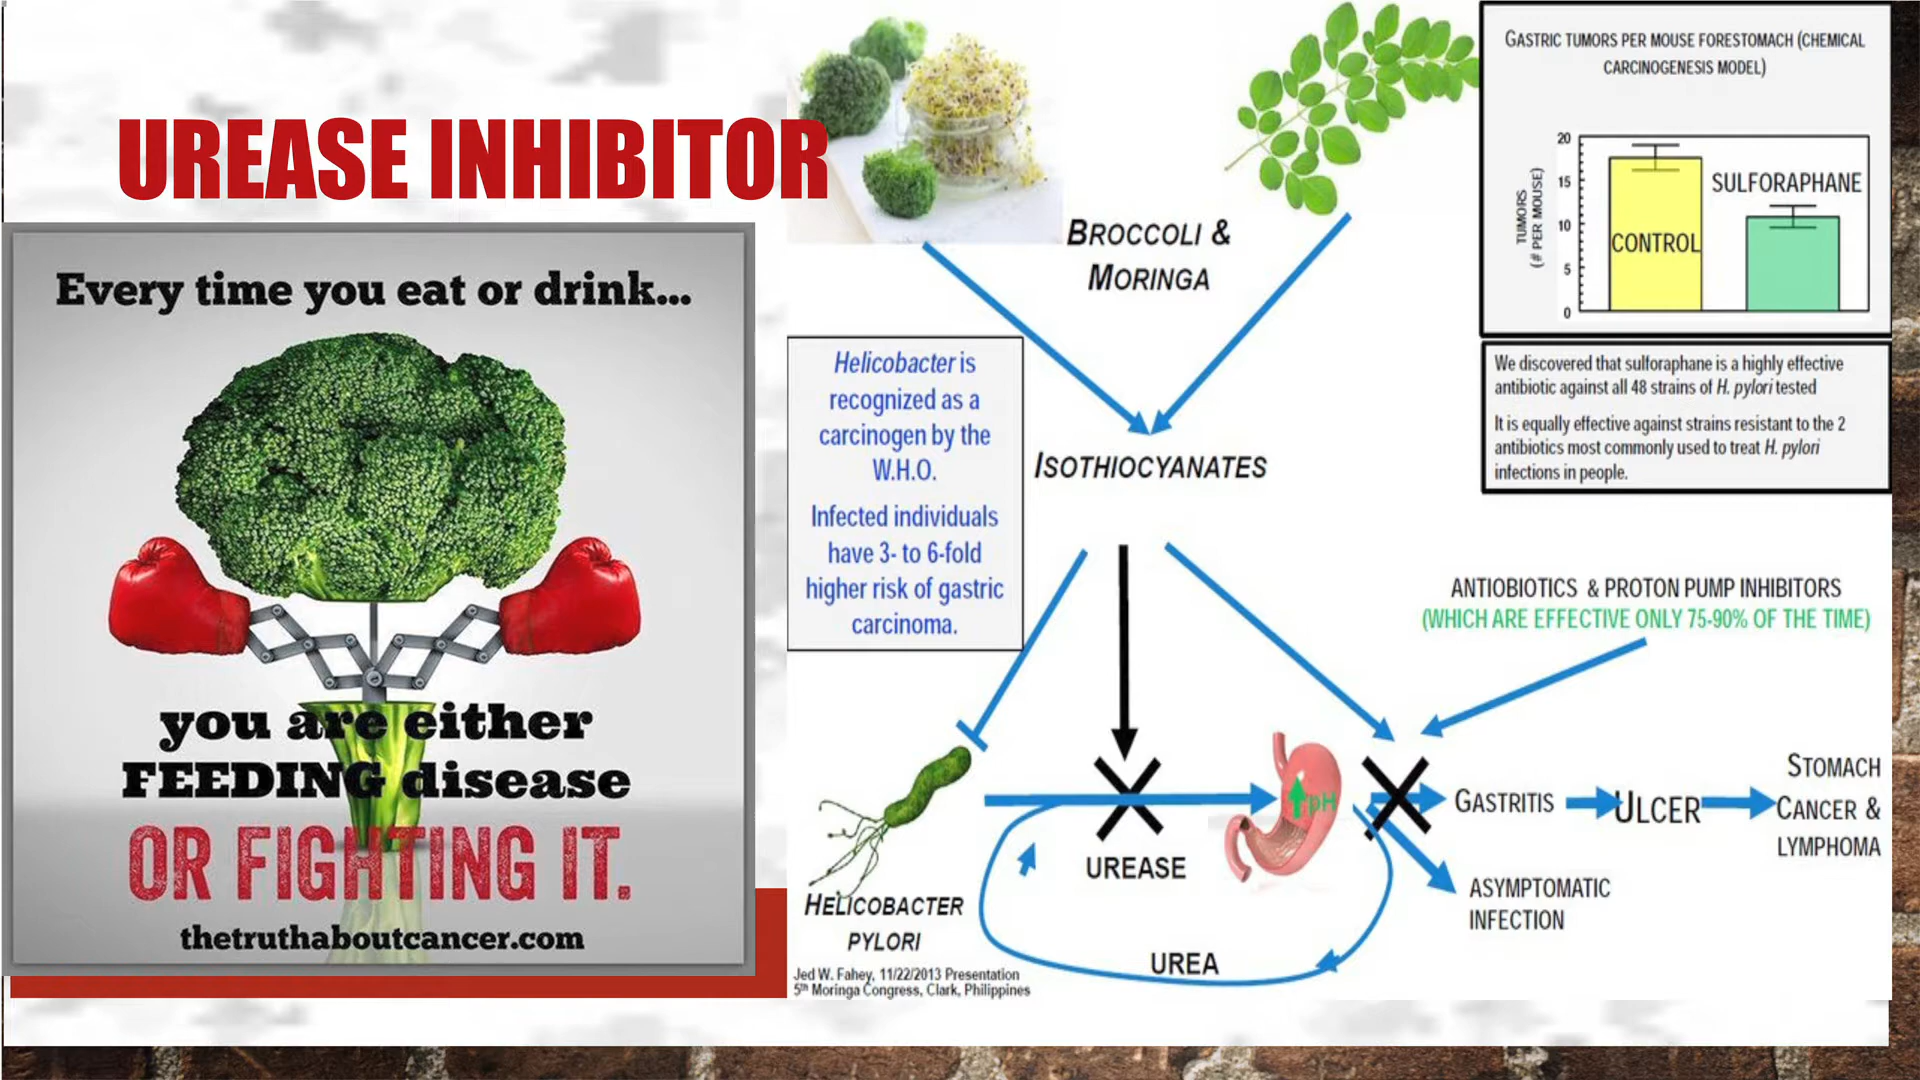 UREASE INHIBITOR
Every time you eat or drink...
you are either
FEEDING disease
OR FIGHTING IT.
thetruthaboutcancer.com
BROCCOLI &
MORINGA
Helicobacter is
recognized as a
carcinogen by the
W.H.O.
Infected individuals
have 3- to 6-fold
higher risk of gastric
carcinoma.
ISOTHIOCYANATES
GASTRIC TUMORS PER MOUSE FORESTOMACH (CHEMICAL
CARCINOGENESIS MODEL)
TUMORS
(# PER MOUSE)
20
15
10
5
0
CONTROL
SULFORAPHANE
We discovered that sulforaphane is a highly effective
antibiotic against all 48 strains of H. pylori tested
It is equally effective against strains resistant to the 2
antibiotics most commonly used to treat H. pylori
infections in people.
ANTIOBIOTICS & PROTON PUMP INHIBITORS
(WHICH ARE EFFECTIVE ONLY 75-90% OF THE TIME)
HELICOBACTER
PYLORI
UREASE
pH
UREA
GASTRITIS
ULCER
STOMACH
CANCER &
LYMPHOMA
ASYMPTOMATIC
INFECTION
Jed W. Fahey, 11/22/2013 Presentation
5th Moringa Congress, Clark, Philippines